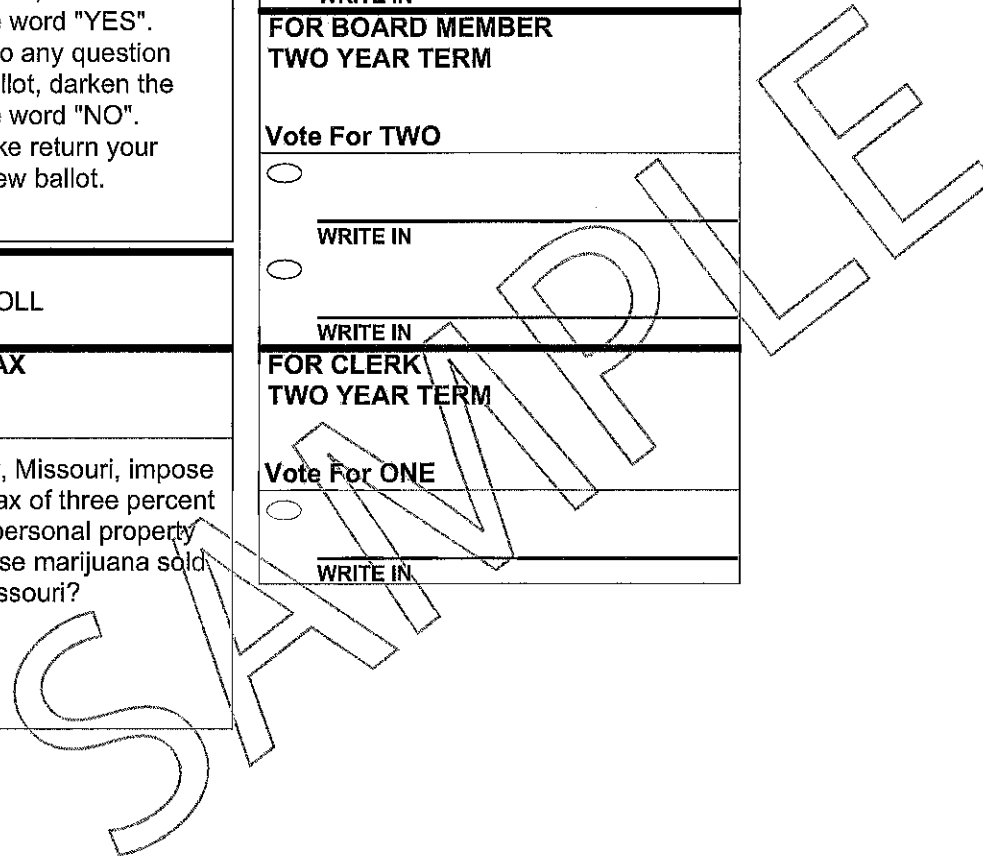 word "YES".
o any question
llot, darken the
word "NO".
ke return your
ew ballot.
OLL
AX
, Missouri, impose
ax of three percent
personal property
se marijuana sold
ssouri?
WRITE IN
FOR BOARD MEMBER
TWO YEAR TERM
Vote For TWO
WRITE IN
WRITE IN
FOR CLERK
TWO YEAR TERM
Vote For ONE
WRITE IN
SAMPLE